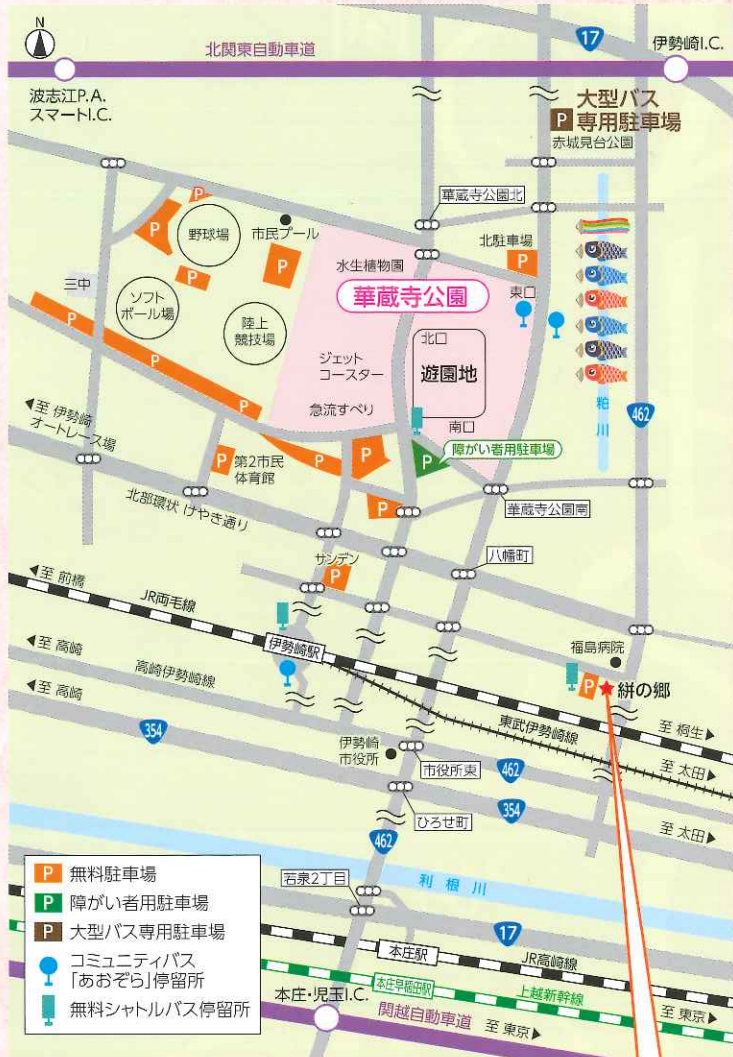 N
17
北関東自動車道
伊勢崎I.C.
波志江P.A.
スマートI.C.
大型バス
P 専用駐車場
赤城見台公園
華蔵寺公園北
P
野球場
市民プール
北駐車場
P
P
P
P
水生植物園
東口
三中
華蔵寺公園
ソフト
ボール場
陸上
競技場
北口
P
ジェット
コースター
遊園地
P
粕川
急流すべり
462
◀至 伊勢崎
オートレース場
南口
P
P
障がい者用駐車場
P
P
第2市民
体育館
P
P
華蔵寺公園南
北部環状 けやき通り
八幡町
サンデン
P
◀至 前橋
JR両毛線
福島病院
◀至 高崎
伊勢崎駅
P
絣の郷
高崎伊勢崎線
◀至 高崎
東武伊勢崎線
至 桐生▶
354
伊勢崎
市役所
市役所東
462
至 太田▶
354
ひろせ町
至 太田▶
462
P 無料駐車場
若泉2丁目
利根川
P 障がい者用駐車場
17
P 大型バス専用駐車場
本庄駅
JR高崎線
コミュニティバス
「あおぞら」停留所
本庄早稲田駅
上越新幹線
無料シャトルバス停留所
本庄・児玉I.C.
関越自動車道
至 東京▶
至 東京▶